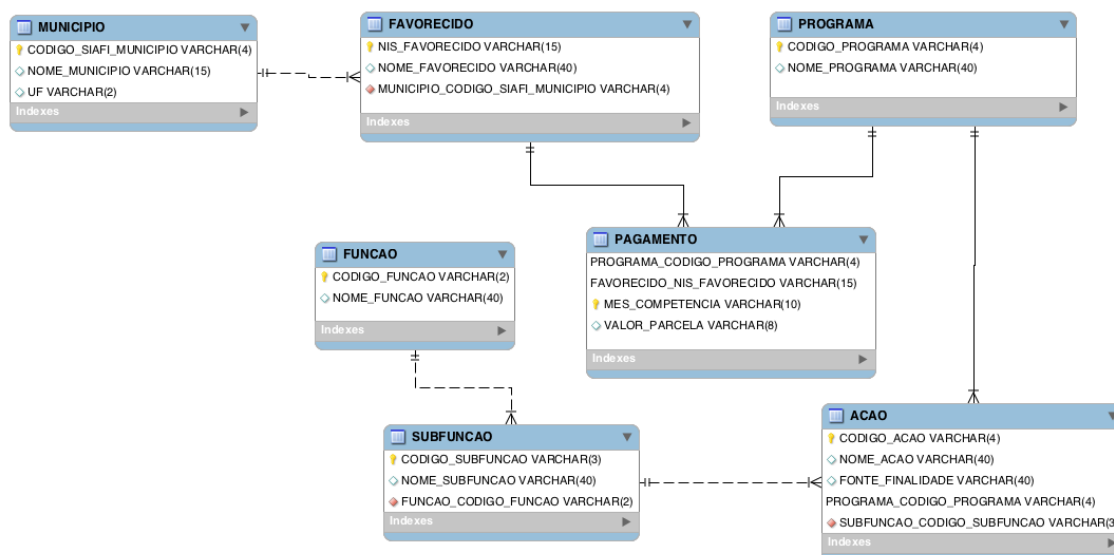 MUNICIPIO
CODIGO_SIAFI_MUNICIPIO VARCHAR(4)
NOME_MUNICIPIO VARCHAR(15)
UF VARCHAR(2)
Indexes
FAVORECIDO
NIS_FAVORECIDO VARCHAR(15)
NOME_FAVORECIDO VARCHAR(40)
MUNICIPIO_CODIGO_SIAFI_MUNICIPIO VARCHAR(4)
Indexes
PROGRAMA
CODIGO_PROGRAMA VARCHAR(4)
NOME_PROGRAMA VARCHAR(40)
Indexes
FUNCAO
CODIGO_FUNCAO VARCHAR(2)
NOME_FUNCAO VARCHAR(40)
Indexes
PAGAMENTO
PROGRAMA_CODIGO_PROGRAMA VARCHAR(4)
FAVORECIDO_NIS_FAVORECIDO VARCHAR(15)
MES_COMPETENCIA VARCHAR(10)
VALOR_PARCELA VARCHAR(8)
Indexes
SUBFUNCAO
CODIGO_SUBFUNCAO VARCHAR(3)
NOME_SUBFUNCAO VARCHAR(40)
FUNCAO_CODIGO_FUNCAO VARCHAR(2)
Indexes
ACAO
CODIGO_ACAO VARCHAR(4)
NOME_ACAO VARCHAR(40)
FONTE_FINALIDADE VARCHAR(40)
PROGRAMA_CODIGO_PROGRAMA VARCHAR(4)
SUBFUNCAO_CODIGO_SUBFUNCAO VARCHAR(3
Indexes